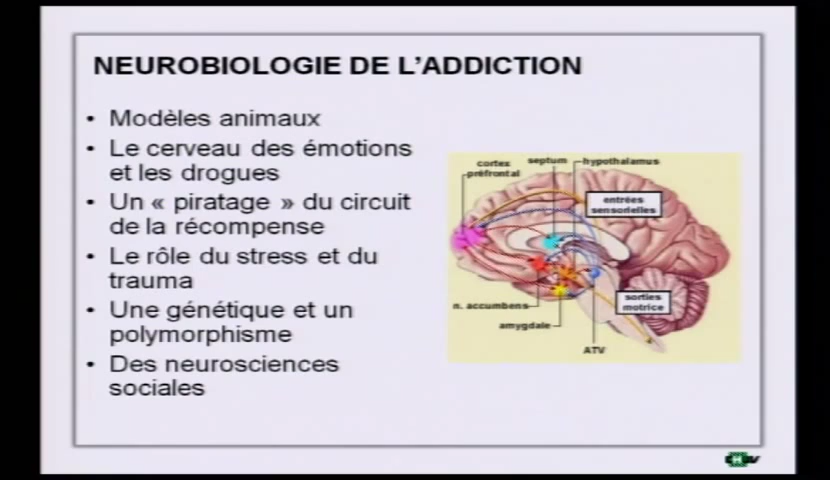 NEUROBIOLOGIE DE L'ADDICTION
• Modèles animaux
• Le cerveau des émotions
et les drogues
• Un « piratage » du circuit
de la récompense
• Le rôle du stress et du
trauma
• Une génétique et un
polymorphisme
• Des neurosciences
sociales
cortex
préfrontal
septum
hypothalamus
entrées
sensorielles
n. accumbens
amygdale
sorties
motrice
ATV